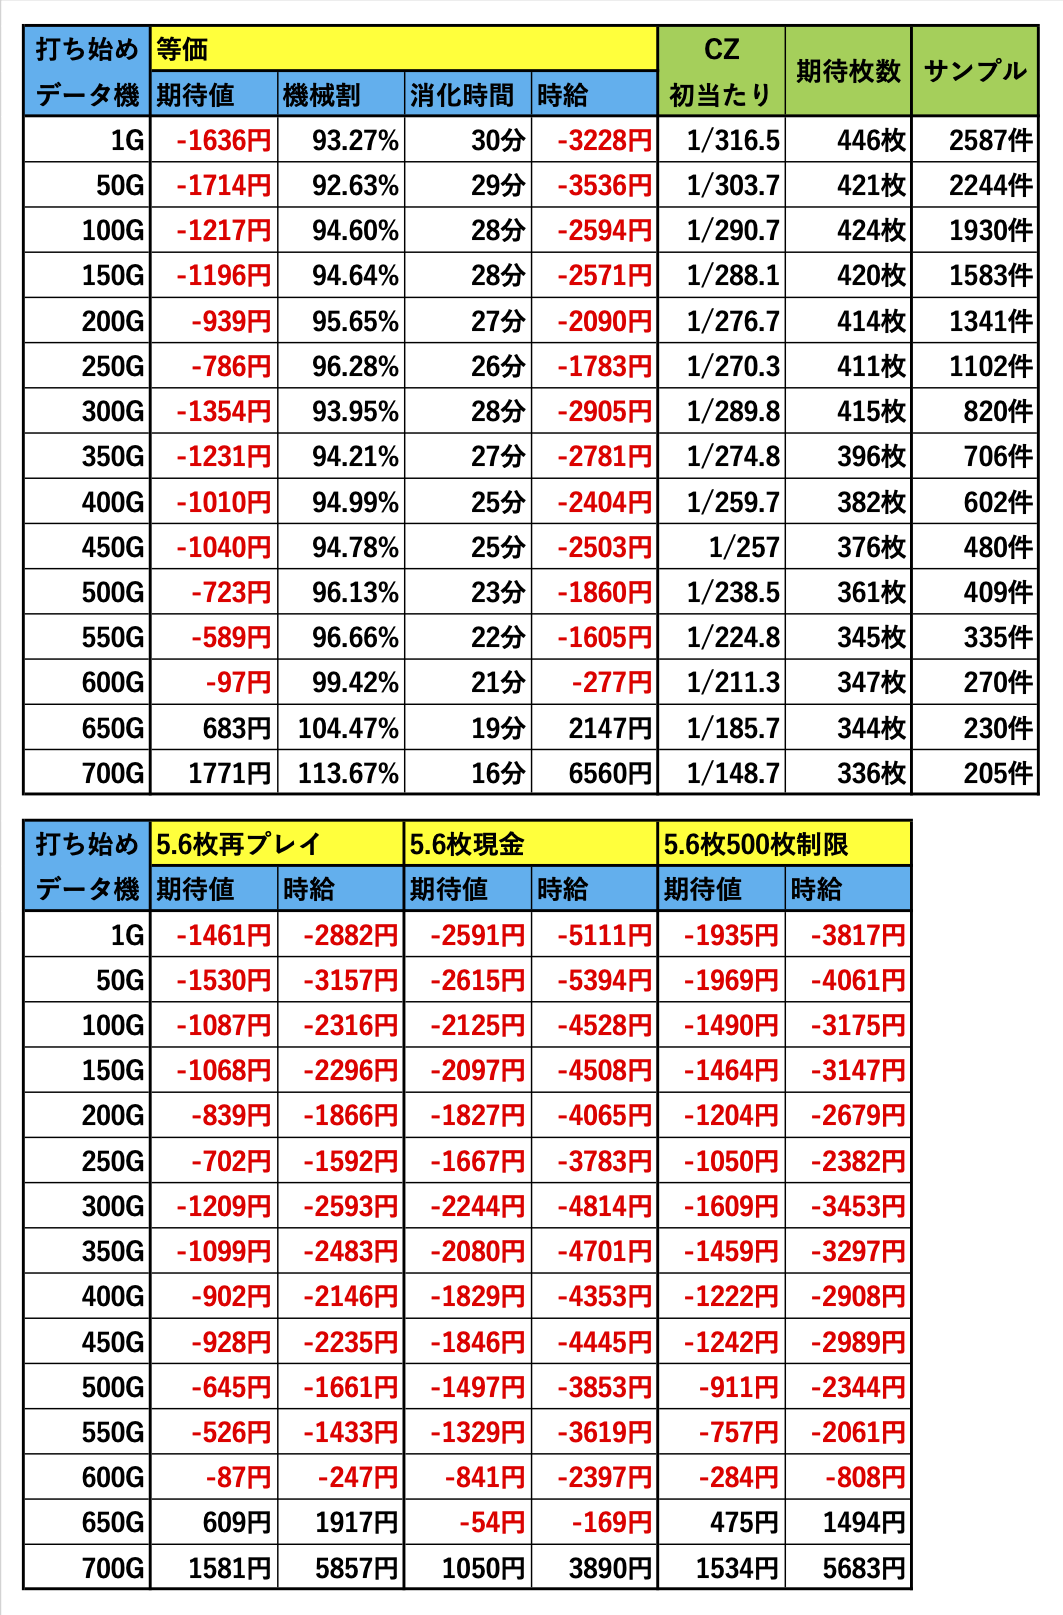 打ち始め 等価 CZ 期待枚数 サンプル
データ機 期待値 機械割 消化時間 時給 初当たり
1G -1636円 93.27% 30分 -3228円 1/316.5 446枚 2587件
50G -1714円 92.63% 29分 -3536円 1/303.7 421枚 2244件
100G -1217円 94.60% 28分 -2594円 1/290.7 424枚 1930件
150G -1196円 94.64% 28分 -2571円 1/288.1 420枚 1583件
200G -939円 95.65% 27分 -2090円 1/276.7 414枚 1341件
250G -786円 96.28% 26分 -1783円 1/270.3 411枚 1102件
300G -1354円 93.95% 28分 -2905円 1/289.8 415枚 820件
350G -1231円 94.21% 27分 -2781円 1/274.8 396枚 706件
400G -1010円 94.99% 25分 -2404円 1/259.7 382枚 602件
450G -1040円 94.78% 25分 -2503円 1/257 376枚 480件
500G -723円 96.13% 23分 -1860円 1/238.5 361枚 409件
550G -589円 96.66% 22分 -1605円 1/224.8 345枚 335件
600G -97円 99.42% 21分 -277円 1/211.3 347枚 270件
650G 683円 104.47% 19分 2147円 1/185.7 344枚 230件
700G 1771円 113.67% 16分 6560円 1/148.7 336枚 205件
打ち始め 5.6枚再プレイ 5.6枚現金 5.6枚500枚制限
データ機 期待値 時給 期待値 時給 期待値 時給
1G -1461円 -2882円 -2591円 -5111円 -1935円 -3817円
50G -1530円 -3157円 -2615円 -5394円 -1969円 -4061円
100G -1087円 -2316円 -2125円 -4528円 -1490円 -3175円
150G -1068円 -2296円 -2097円 -4508円 -1464円 -3147円
200G -839円 -1866円 -1827円 -4065円 -1204円 -2679円
250G -702円 -1592円 -1667円 -3783円 -1050円 -2382円
300G -1209円 -2593円 -2244円 -4814円 -1609円 -3453円
350G -1099円 -2483円 -2080円 -4701円 -1459円 -3297円
400G -902円 -2146円 -1829円 -4353円 -1222円 -2908円
450G -928円 -2235円 -1846円 -4445円 -1242円 -2989円
500G -645円 -1661円 -1497円 -3853円 -911円 -2344円
550G -526円 -1433円 -1329円 -3619円 -757円 -2061円
600G -87円 -247円 -841円 -2397円 -284円 -808円
650G 609円 1917円 -54円 -169円 475円 1494円
700G 1581円 5857円 1050円 3890円 1534円 5683円